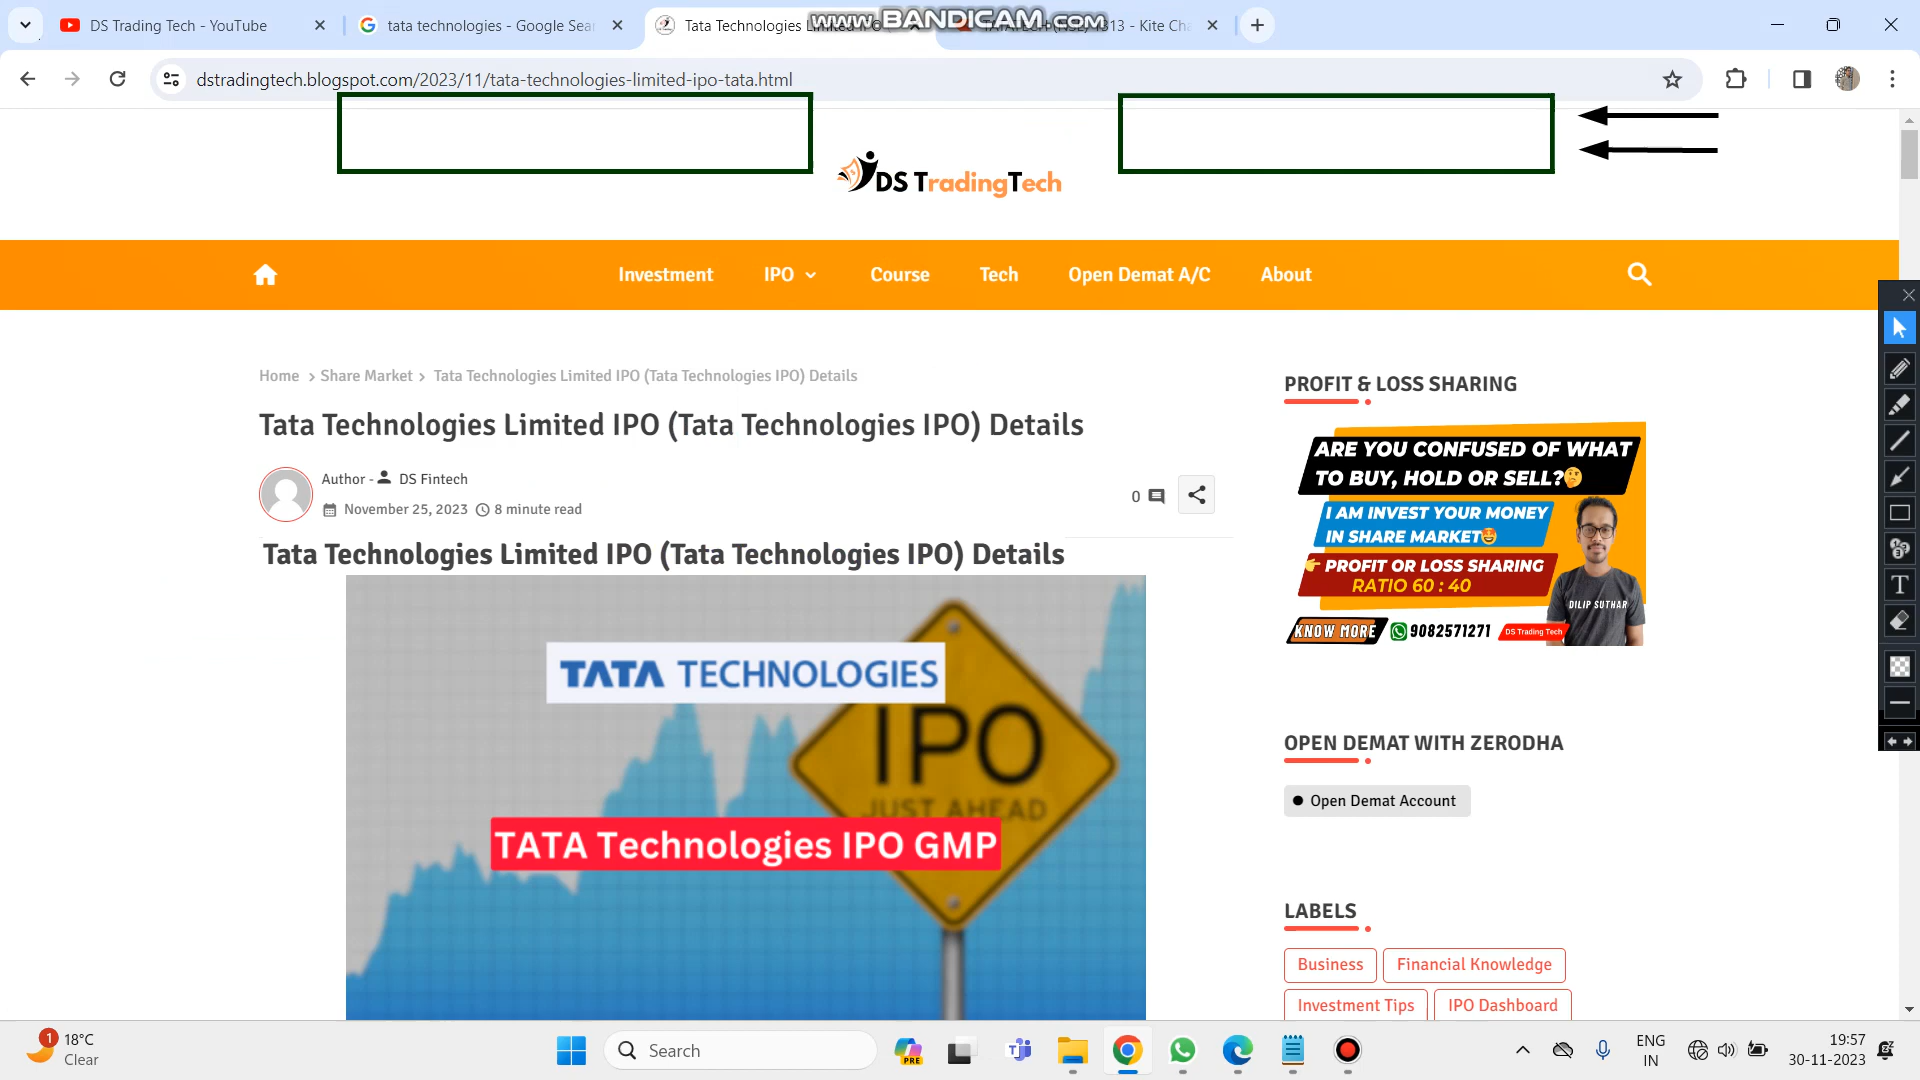 DS Trading Tech - YouTube
tata technologies - Google Sear
Tata Technologies Limited IPO
TATATECH (NSE) 1313 - Kite Cha
www.BANDICAM.com
dstradingtech.blogspot.com/2023/11/tata-technologies-limited-ipo-tata.html
DS TradingTech
Investment
IPO
Course
Tech
Open Demat A/C
About
Home › Share Market › Tata Technologies Limited IPO (Tata Technologies IPO) Details
Tata Technologies Limited IPO (Tata Technologies IPO) Details
Author - DS Fintech
November 25, 2023 8 minute read
0
Tata Technologies Limited IPO (Tata Technologies IPO) Details
TATA TECHNOLOGIES
IPO
JUST AHEAD
TATA Technologies IPO GMP
PROFIT & LOSS SHARING
ARE YOU CONFUSED OF WHAT
TO BUY, HOLD OR SELL?🤔
I AM INVEST YOUR MONEY
IN SHARE MARKET🤩
👉 PROFIT OR LOSS SHARING
RATIO 60 : 40
DILIP SUTHAR
KNOW MORE 9082571271 DS Trading Tech
OPEN DEMAT WITH ZERODHA
Open Demat Account
LABELS
Business
Financial Knowledge
Investment Tips
IPO Dashboard
1
18°C
Clear
Search
PRE
ENG
IN
19:57
30-11-2023